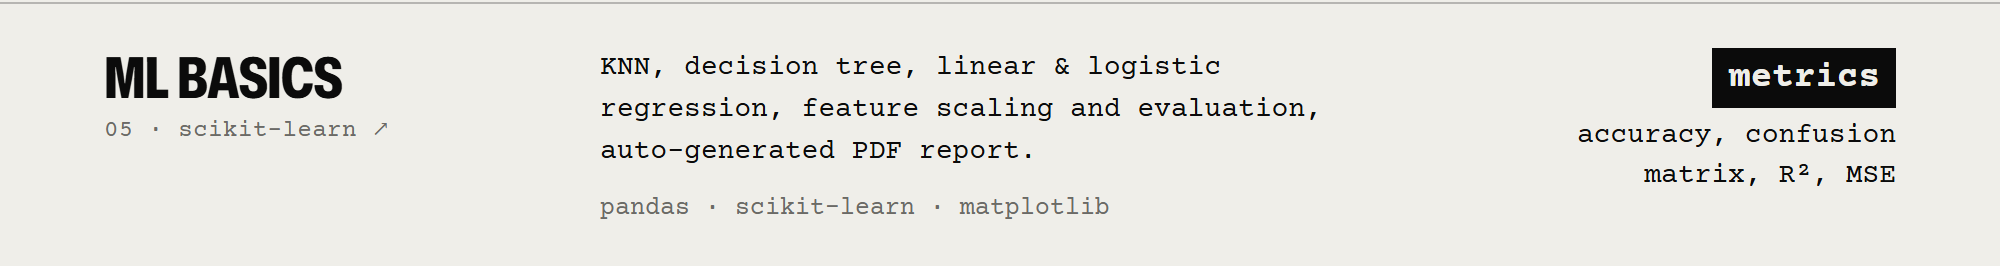 ML BASICS
05 · scikit-learn ↗
KNN, decision tree, linear & logistic
regression, feature scaling and evaluation,
auto-generated PDF report.
pandas · scikit-learn · matplotlib
metrics
accuracy, confusion
matrix, R², MSE